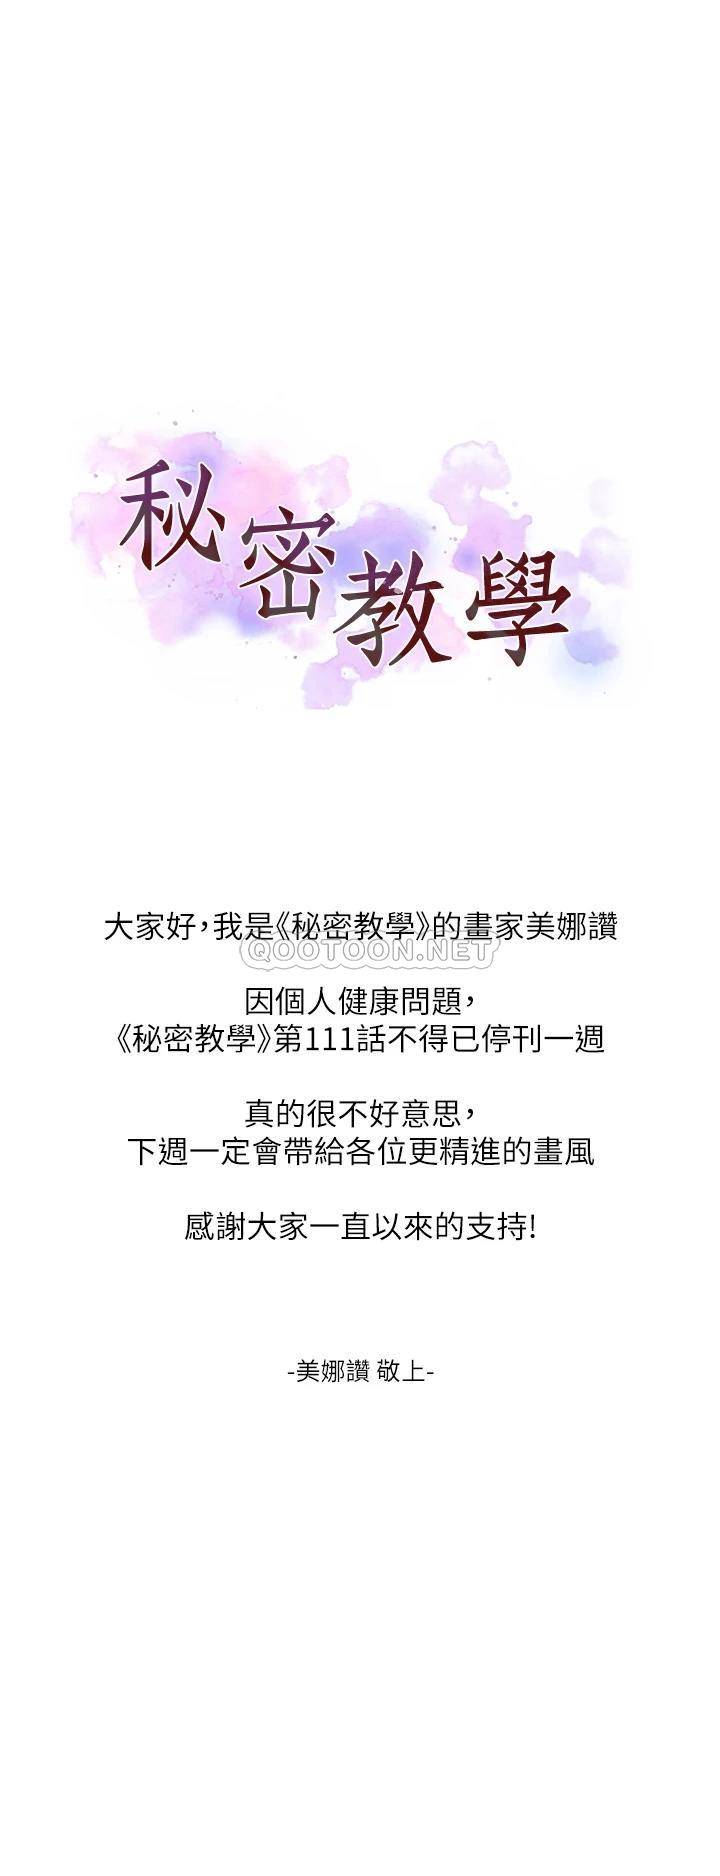 秘密教學
大家好,我是《秘密教學》的畫家美娜讚
QOOTOON.NET
因個人健康問題,
《秘密教學》第111話不得已停刊一週
真的很不好意思,
下週一定會帶給各位更精進的畫風
感謝大家一直以來的支持!
-美娜讚 敬上-